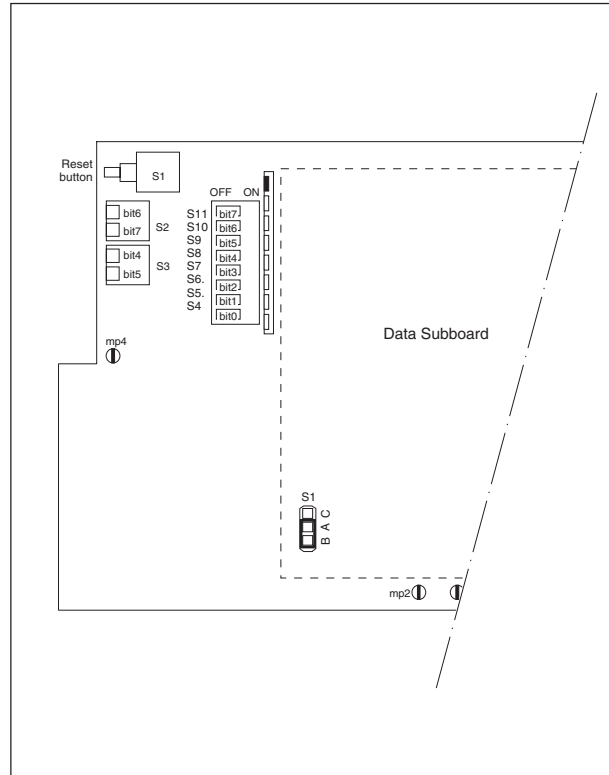 Reset
button
S1
OFF ON
bit6
bit7
S2
bit4
bit5
S3
S11 bit7
S10 bit6
S9 bit5
S8 bit4
S7 bit3
S6. bit2
S5. bit1
S4 bit0
mp4
Data Subboard
S1
B A C
mp2